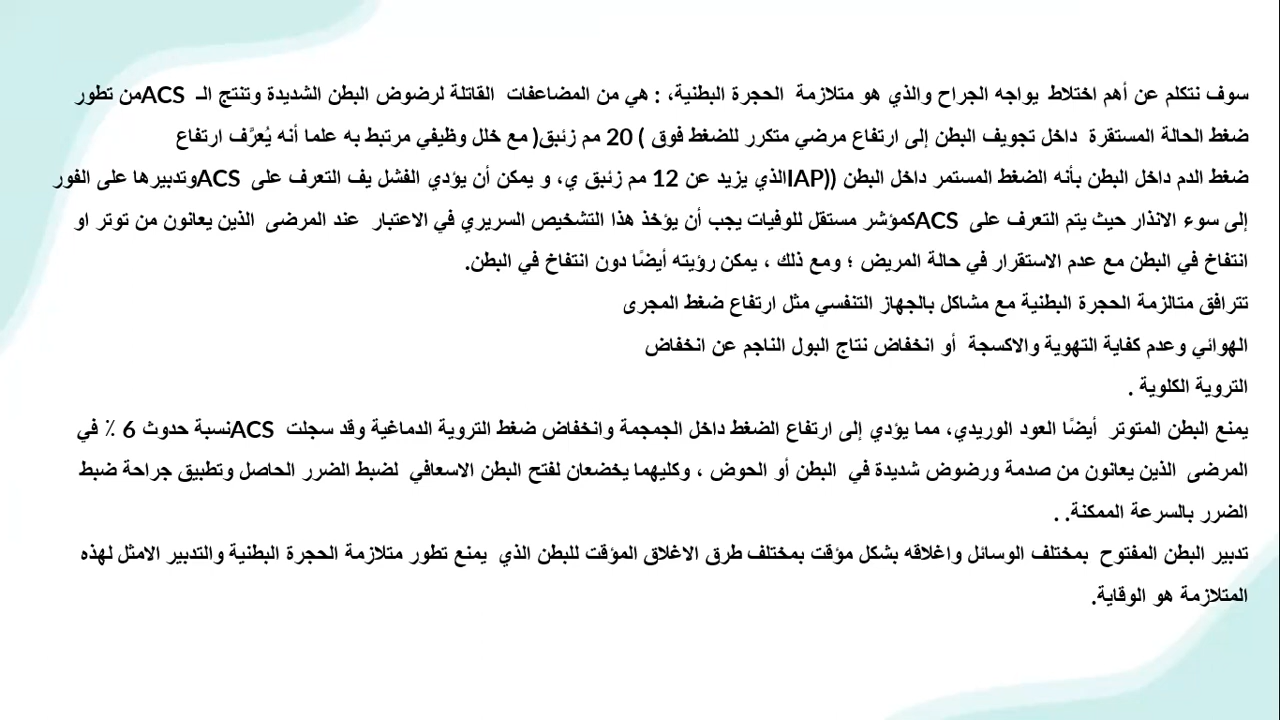 سوف نتكلم عن أهم اختلاط يواجه الجراح والذي هو متلازمة الحجرة البطنية، : هي من المضاعفات القاتلة لرضوض البطن الشديدة وتنتج الـ ACSمن تطور
ضغط الحالة المستقرة داخل تجويف البطن إلى ارتفاع مرضي متكرر للضغط فوق ) 20 مم زئبق( مع خلل وظيفي مرتبط به علما أنه يُعرَّف ارتفاع
ضغط الدم داخل البطن بأنه الضغط المستمر داخل البطن ((IAPالذي يزيد عن 12 مم زئبق ي، و يمكن أن يؤدي الفشل يف التعرف على ACSوتدبيرها على الفور
إلى سوء الانذار حيث يتم التعرف على ACSكمؤشر مستقل للوفيات يجب أن يؤخذ هذا التشخيص السريري في الاعتبار عند المرضى الذين يعانون من توتر او
انتفاخ في البطن مع عدم الاستقرار في حالة المريض ؛ ومع ذلك ، يمكن رؤيته أيضًا دون انتفاخ في البطن.
تترافق متالزمة الحجرة البطنية مع مشاكل بالجهاز التنفسي مثل ارتفاع ضغط المجرى
الهوائي وعدم كفاية التهوية والاكسجة أو انخفاض نتاج البول الناجم عن انخفاض
التروية الكلوية .
يمنع البطن المتوتر أيضًا العود الوريدي، مما يؤدي إلى ارتفاع الضغط داخل الجمجمة وانخفاض ضغط التروية الدماغية وقد سجلت ACSنسبة حدوث 6 ٪ في
المرضى الذين يعانون من صدمة ورضوض شديدة في البطن أو الحوض ، وكليهما يخضعان لفتح البطن الاسعافي لضبط الضرر الحاصل وتطبيق جراحة ضبط
الضرر بالسرعة الممكنة. .
تدبير البطن المفتوح بمختلف الوسائل واغلاقه بشكل مؤقت بمختلف طرق الاغلاق المؤقت للبطن الذي يمنع تطور متلازمة الحجرة البطنية والتدبير الامثل لهذه
المتلازمة هو الوقاية.